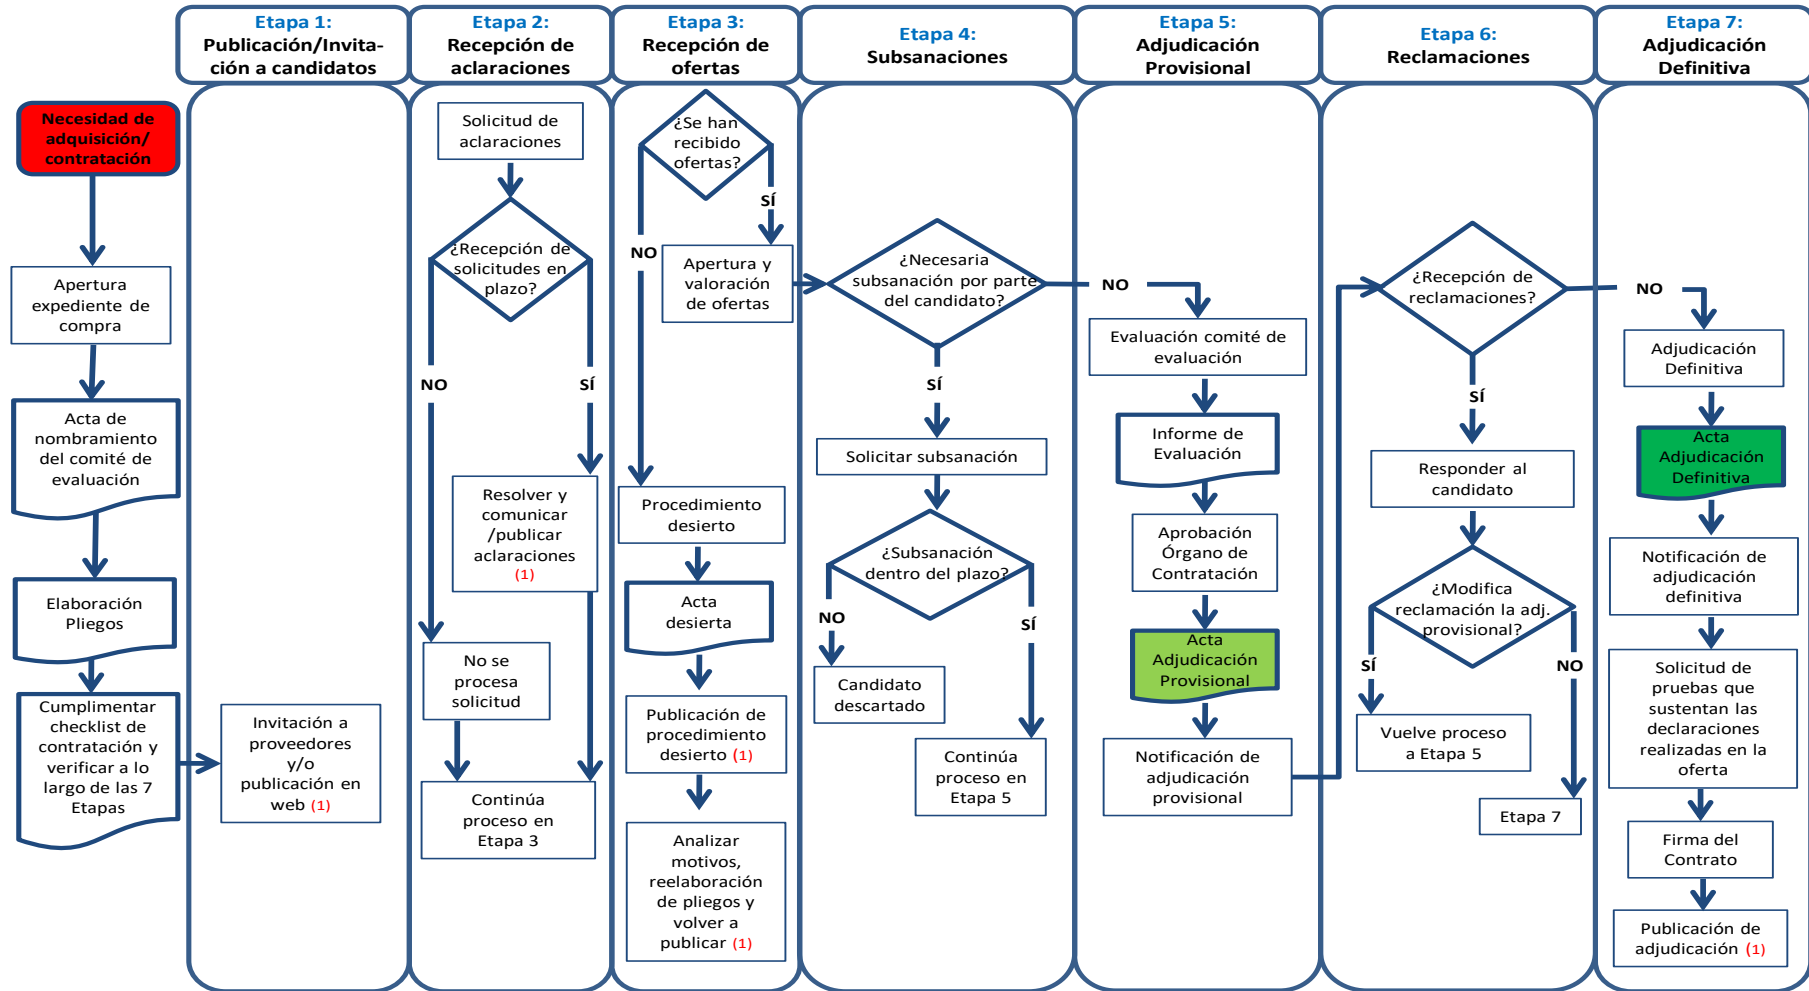 Etapa 1:
Publicación/Invita-
ción a candidatos
Etapa 2:
Recepción de
aclaraciones
Etapa 3:
Recepción de
ofertas
Etapa 4:
Subsanaciones
Etapa 5:
Adjudicación
Provisional
Etapa 6:
Reclamaciones
Etapa 7:
Adjudicación
Definitiva
Necesidad de
adquisición/
contratación
Apertura
expediente de
compra
Acta de
nombramiento
del comité de
evaluación
Elaboración
Pliegos
Cumplimentar
checklist de
contratación y
verificar a lo
largo de las 7
Etapas
Invitación a
proveedores
y/o
publicación en
web (1)
Solicitud de
aclaraciones
¿Recepción de
solicitudes en
plazo?
NO
SÍ
Resolver y
comunicar
/publicar
aclaraciones
(1)
No se
procesa
solicitud
Continúa
proceso en
Etapa 3
¿Se han
recibido
ofertas?
SÍ
NO
Apertura y
valoración
de ofertas
Procedimiento
desierto
Acta
desierta
Publicación de
procedimiento
desierto (1)
Analizar
motivos,
reelaboración
de pliegos y
volver a
publicar (1)
¿Necesaria
subsanación por parte
del candidato?
NO
SÍ
Solicitar subsanación
¿Subsanación
dentro del plazo?
NO
SÍ
Candidato
descartado
Continúa
proceso en
Etapa 5
Evaluación comité de
evaluación
Informe de
Evaluación
Aprobación
Órgano de
Contratación
Acta
Adjudicación
Provisional
Notificación de
adjudicación
provisional
¿Recepción de
reclamaciones?
NO
SÍ
Responder al
candidato
¿Modifica
reclamación la adj.
provisional?
SÍ
NO
Vuelve proceso
a Etapa 5
Etapa 7
Adjudicación
Definitiva
Acta
Adjudicación
Definitiva
Notificación de
adjudicación
definitiva
Solicitud de
pruebas que
sustentan las
declaraciones
realizadas en la
oferta
Firma del
Contrato
Publicación de
adjudicación (1)